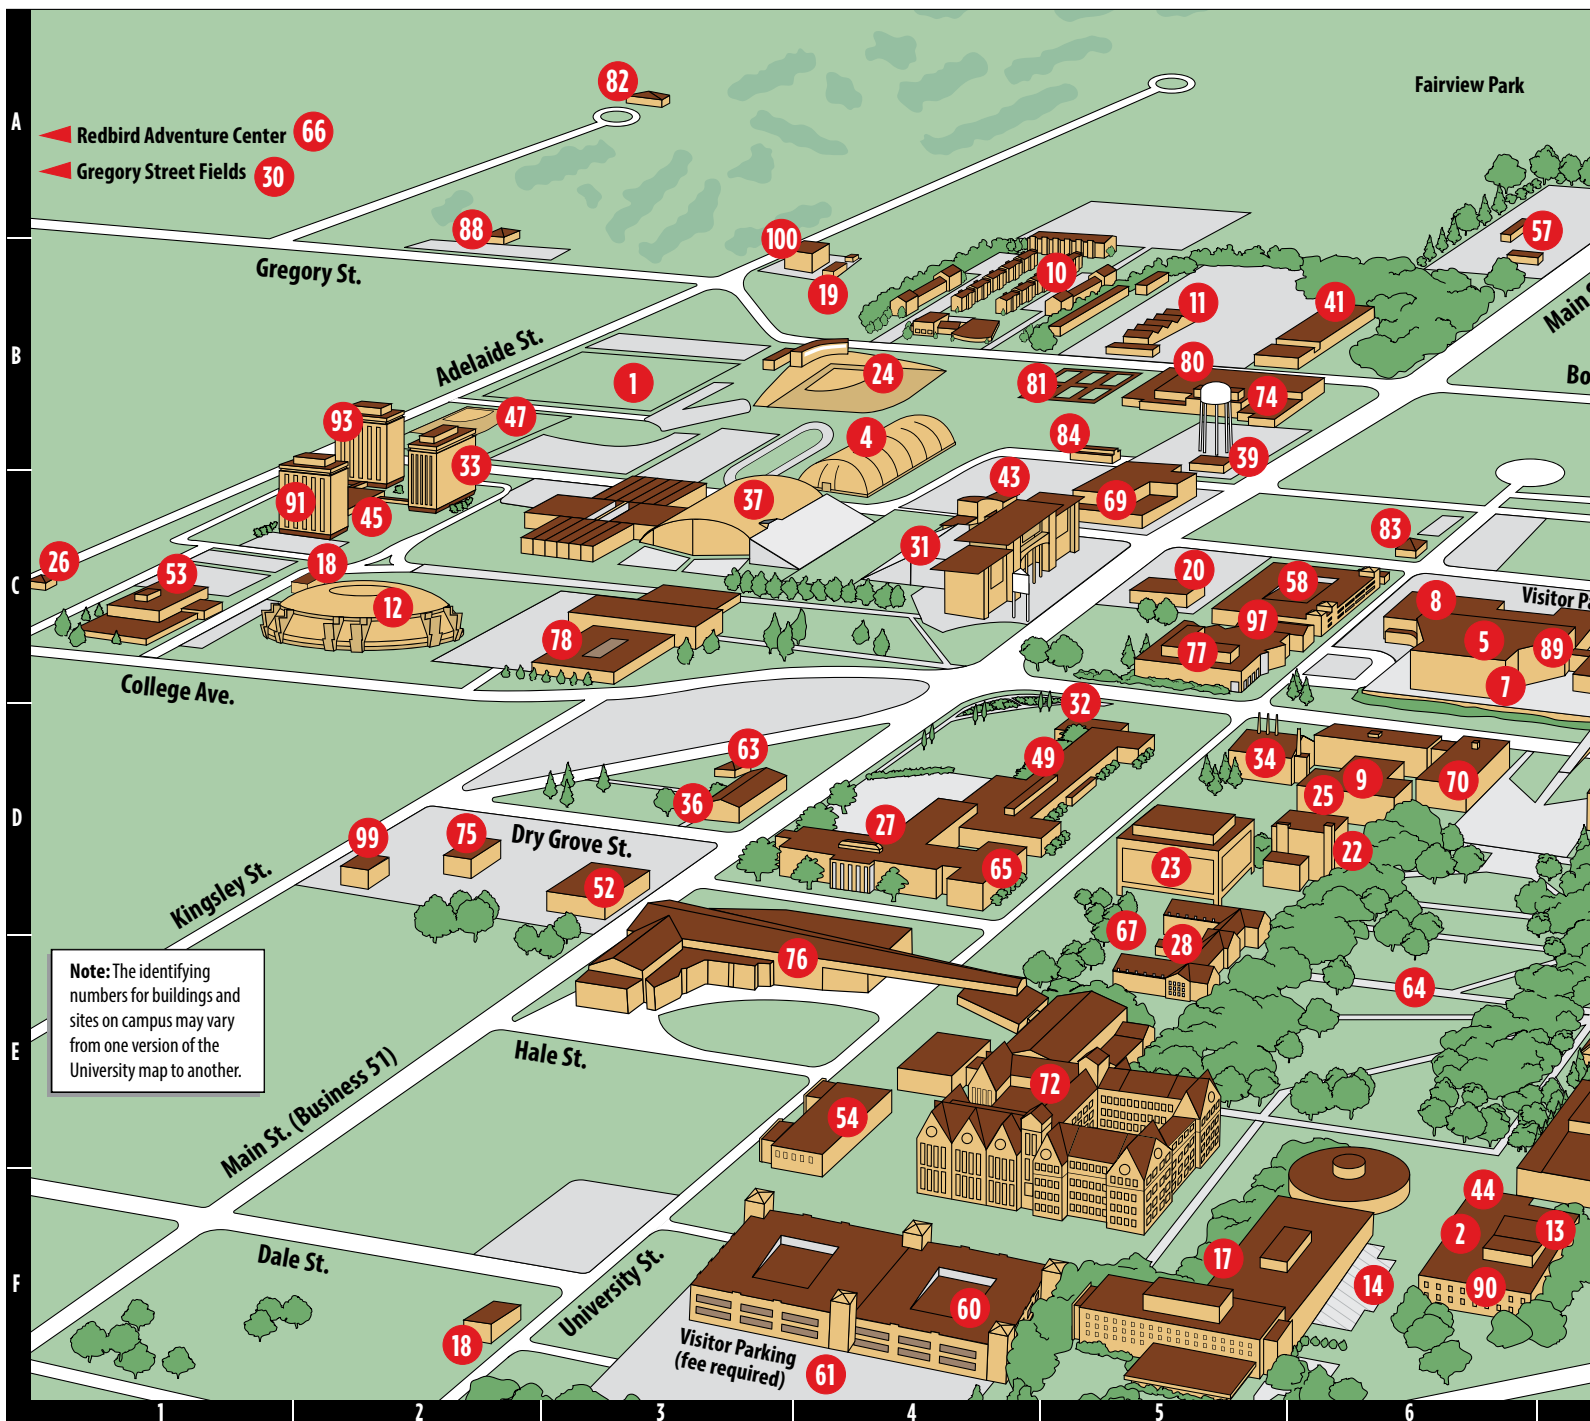 82
Fairview Park
A
Redbird Adventure Center 66
Gregory Street Fields 30
88
100
57
Gregory St.
19
10
11
41
Main S
Adelaide St.
B
1
24
81
80
74
Bo
93
47
4
84
33
39
91
45
37
43
69
31
83
26
53
18
20
58
C
12
8
Visitor Pa
78
97
77
5
89
7
College Ave.
32
63
49
34
9
70
36
25
D
27
Dry Grove St.
99
75
22
65
23
52
Kingsley St.
67
28
76
64
Note: The identifying
numbers for buildings and
sites on campus may vary
from one version of the
University map to another.
E
Hale St.
Main St. (Business 51)
72
54
44
2
13
Dale St.
17
14
90
F
University St.
60
18
Visitor Parking
(fee required)
61
1
2
3
4
5
6